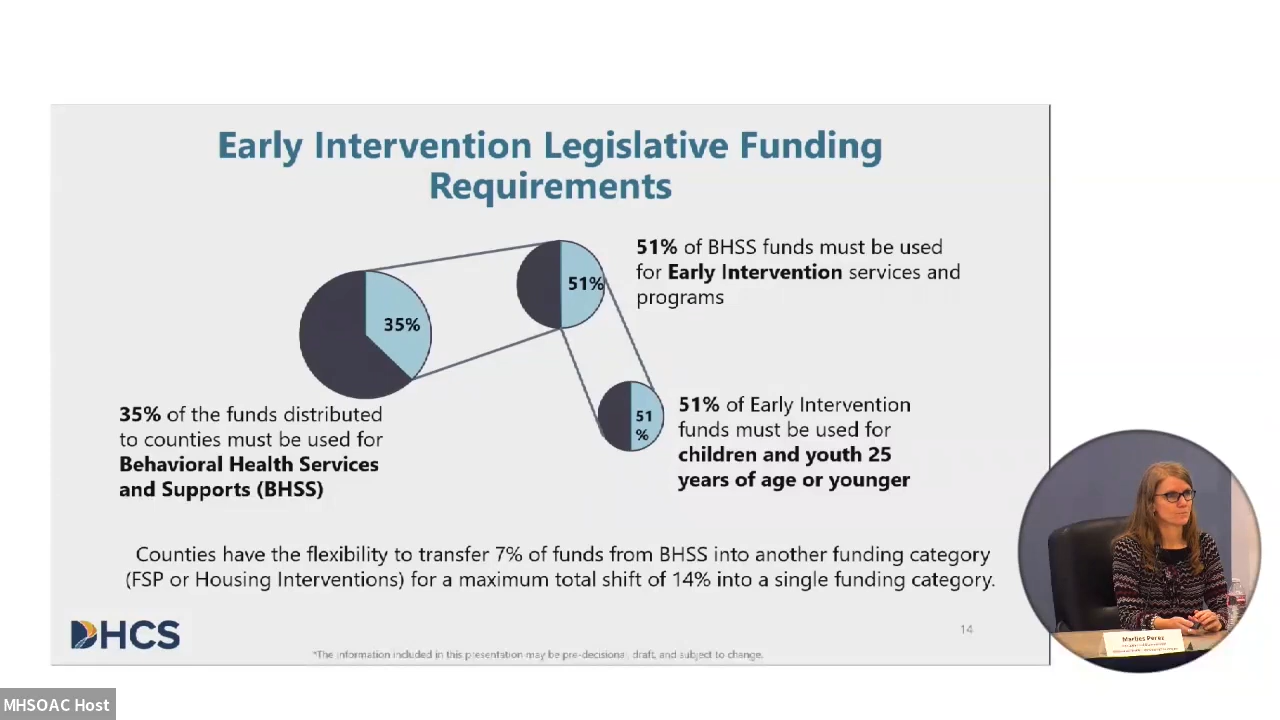 Early Intervention Legislative Funding
Requirements
51% of BHSS funds must be used
for Early Intervention services and
programs
51%
35%
51
%
51% of Early Intervention
funds must be used for
children and youth 25
years of age or younger
35% of the funds distributed
to counties must be used for
Behavioral Health Services
and Supports (BHSS)
Counties have the flexibility to transfer 7% of funds from BHSS into another funding category
(FSP or Housing Interventions) for a maximum total shift of 14% into a single funding category.
DHCS
14
*The information included in this presentation may be pre-decisional, draft, and subject to change.
Marlies Perez
MHSOAC Host